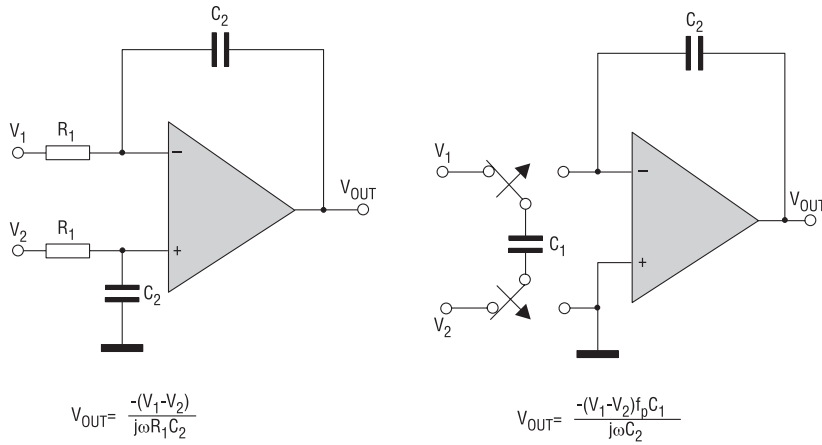 C2
C2
V1
R1
−
VOUT
V2
R1
+
C2
V1
−
VOUT
C1
+
V2
VOUT= -(V1-V2)
jωR1C2
VOUT= -(V1-V2)fpC1
jωC2